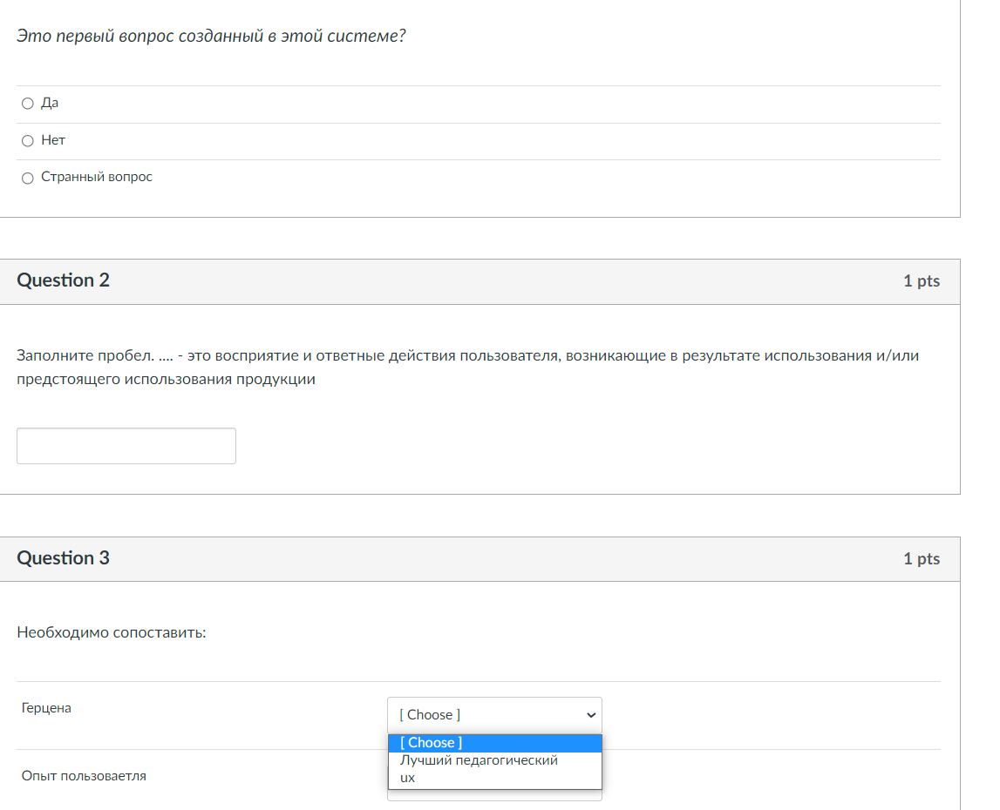 Это первый вопрос созданный в этой системе?
Да
Нет
Странный вопрос
Question 2
1 pts
Заполните пробел. .... - это восприятие и ответные действия пользователя, возникающие в результате использования и/или
предстоящего использования продукции
Question 3
1 pts
Необходимо сопоставить:
Герцена
[ Choose ]
[ Choose ]
Лучший педагогический
ux
Опыт пользоваетля